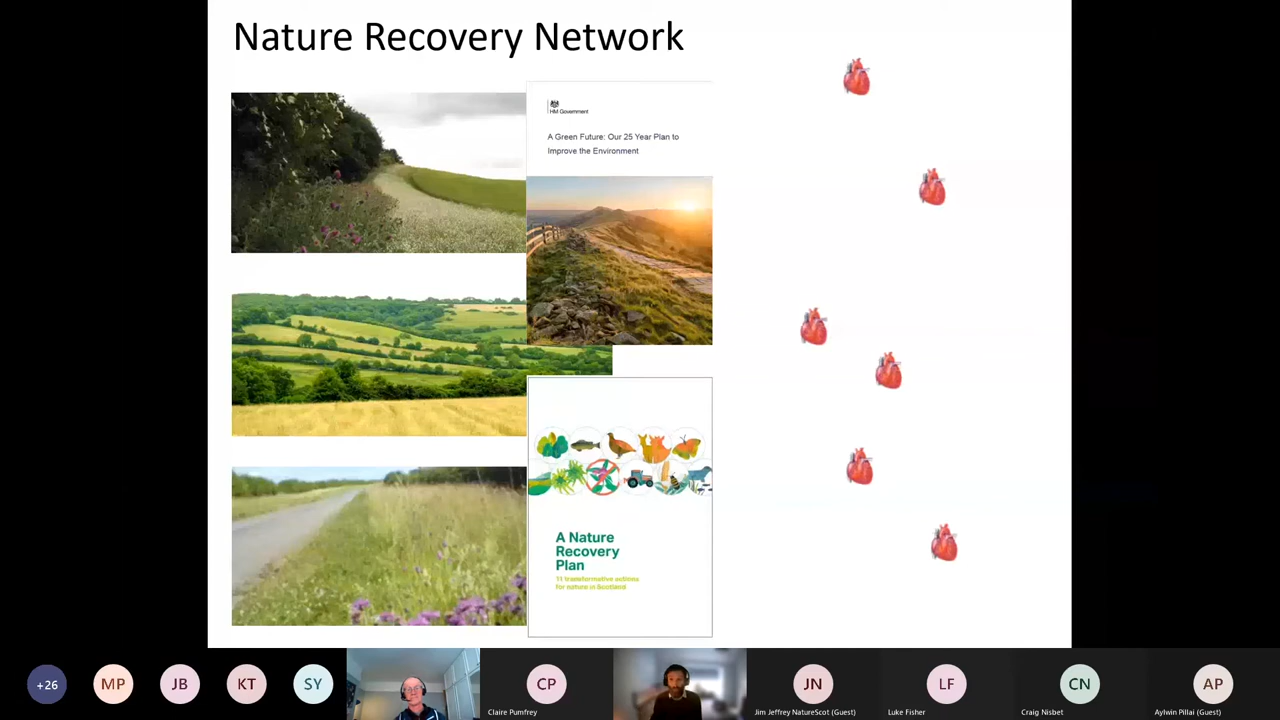 Nature Recovery Network
HM Government
A Green Future: Our 25 Year Plan to
Improve the Environment
A Nature
Recovery
Plan
11 transformative actions
for nature in Scotland
+26
MP
JB
KT
SY
CP
Claire Pumfrey
JN
Jim Jeffrey NatureScot (Guest)
LF
Luke Fisher
CN
Craig Nisbet
AP
Aylwin Pillai (Guest)